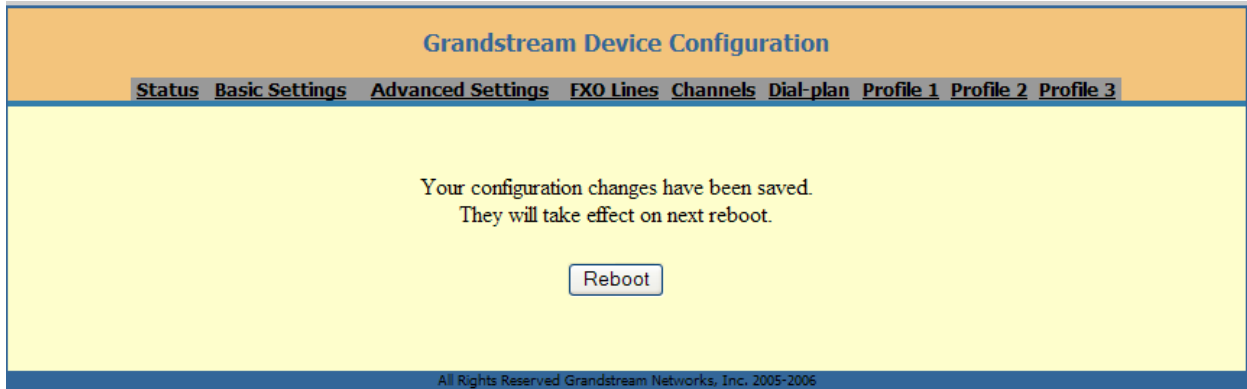 Grandstream Device Configuration
Status Basic Settings Advanced Settings FXO Lines Channels Dial-plan Profile 1 Profile 2 Profile 3
Your configuration changes have been saved.
They will take effect on next reboot.
Reboot
All Rights Reserved Grandstream Networks, Inc. 2005-2006